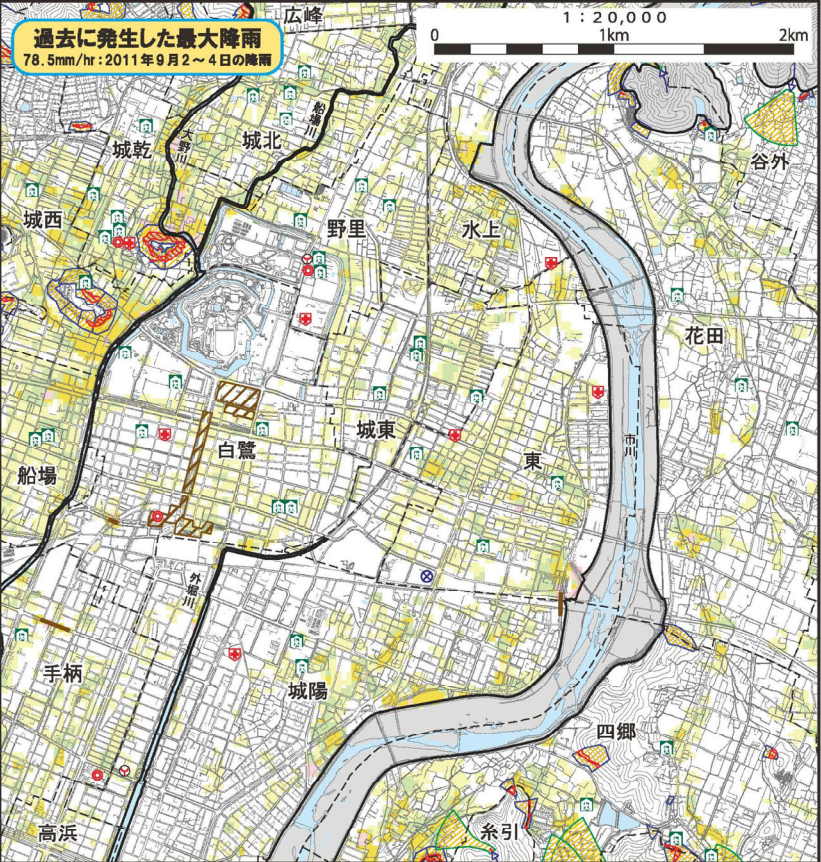 広峰
過去に発生した最大降雨
78.5mm/hr:2011年9月2～4日の降雨
1：20,000
0 1km 2km
城乾
大野川
城北
船場川
谷外
城西
野里
水上
花田
城東
白鷺
東
市川
船場
外堀川
手柄
城陽
四郷
高浜
糸引